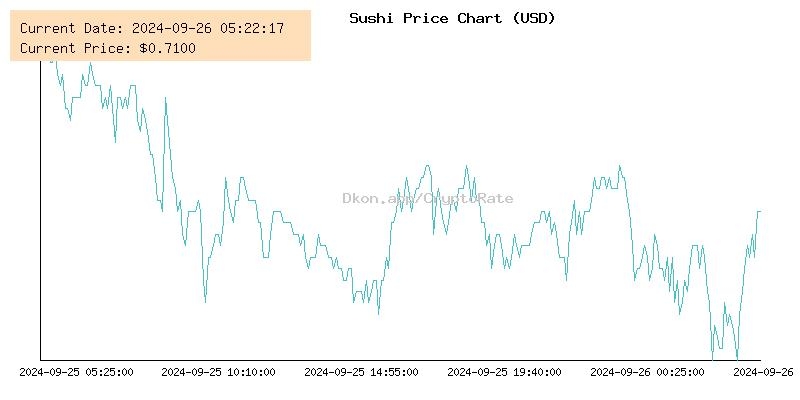 Sushi Price Chart (USD)
Current Date: 2024-09-26 05:22:17
Current Price: $0.7100
Dkon.app/CryptoRate
2024-09-25 05:25:00 2024-09-25 10:10:00 2024-09-25 14:55:00 2024-09-25 19:40:00 2024-09-26 00:25:00 2024-09-26